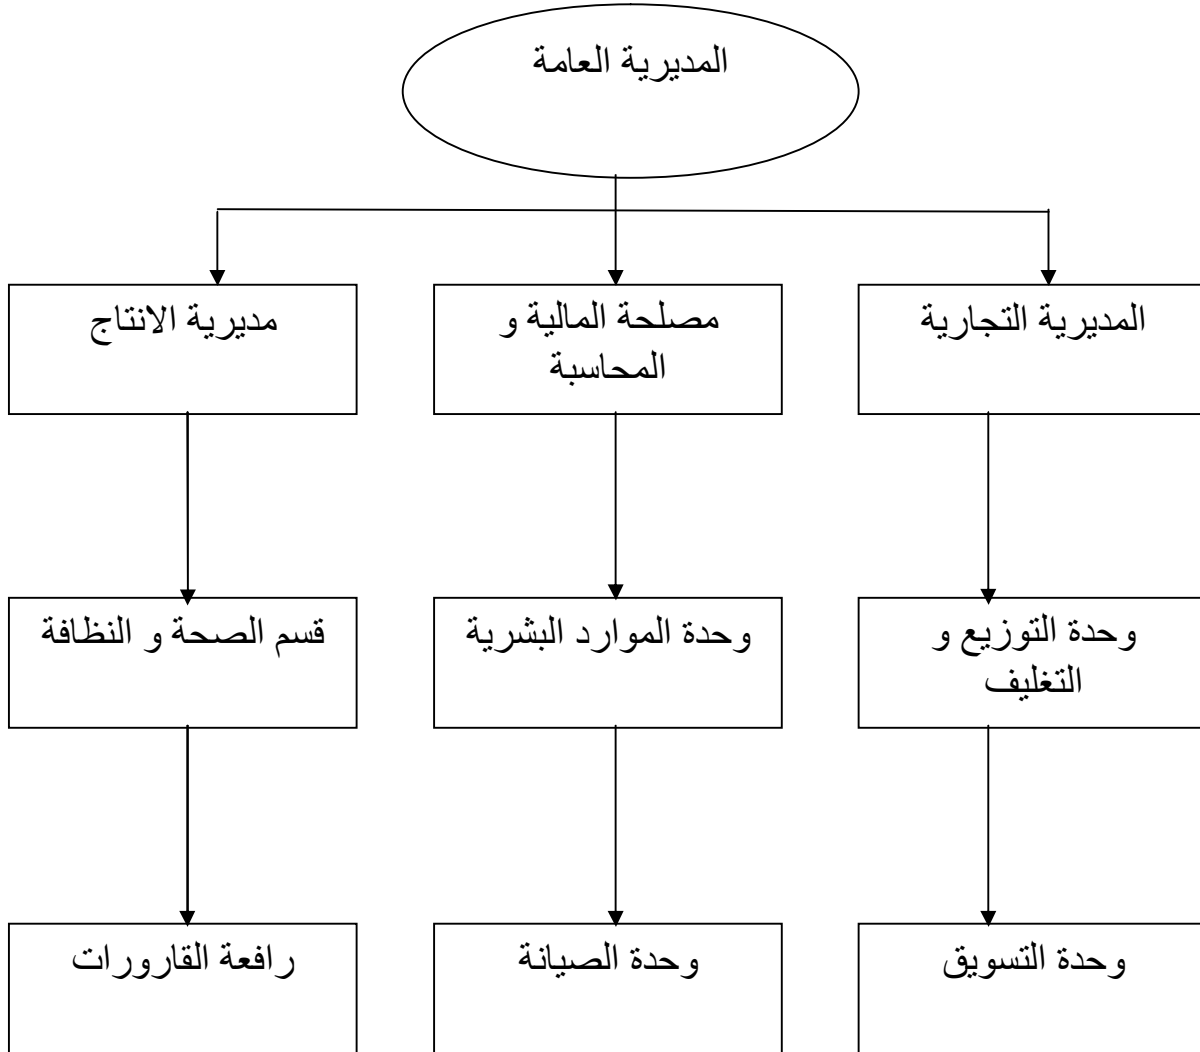 المديرية العامة
المديرية التجارية
مصلحة المالية و
المحاسبة
مديرية الانتاج
وحدة التوزيع و
التغليف
وحدة الموارد البشرية
قسم الصحة و النظافة
وحدة التسويق
وحدة الصيانة
رافعة القارورات